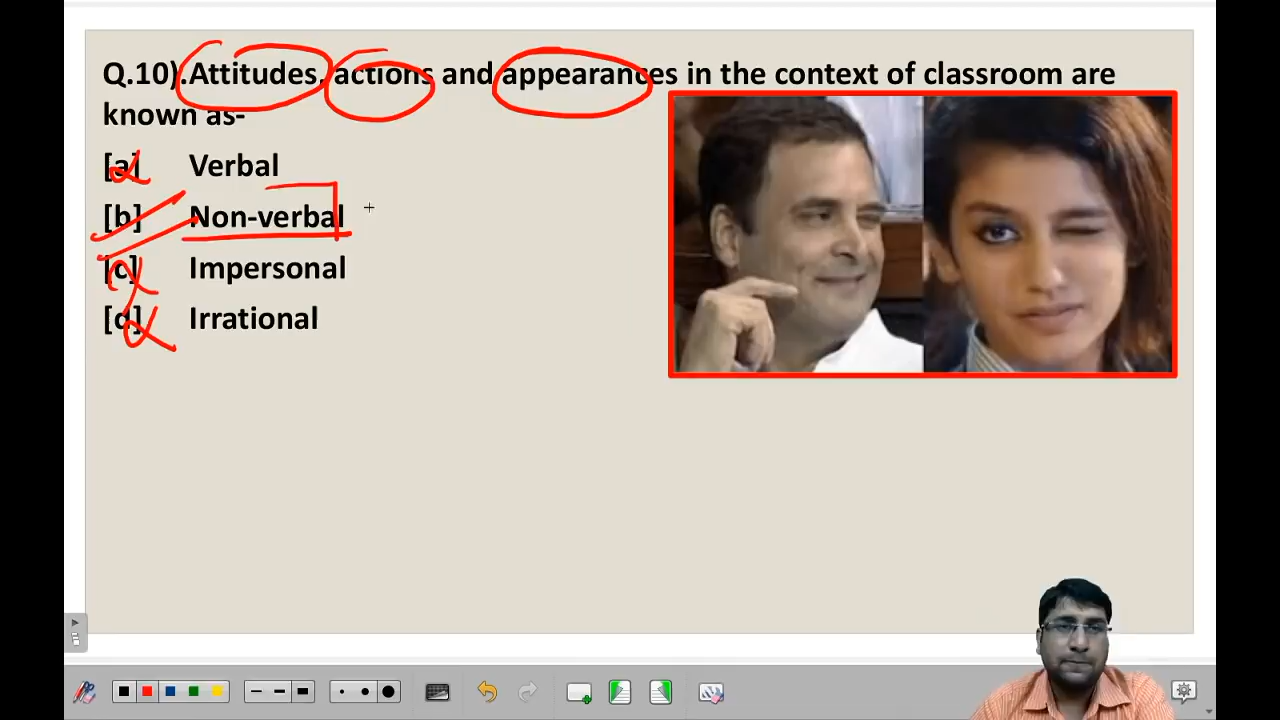 Q.10).Attitudes, actions and appearances in the context of classroom are
known as-
[a] Verbal
[b] Non-verbal
[c] Impersonal
[d] Irrational